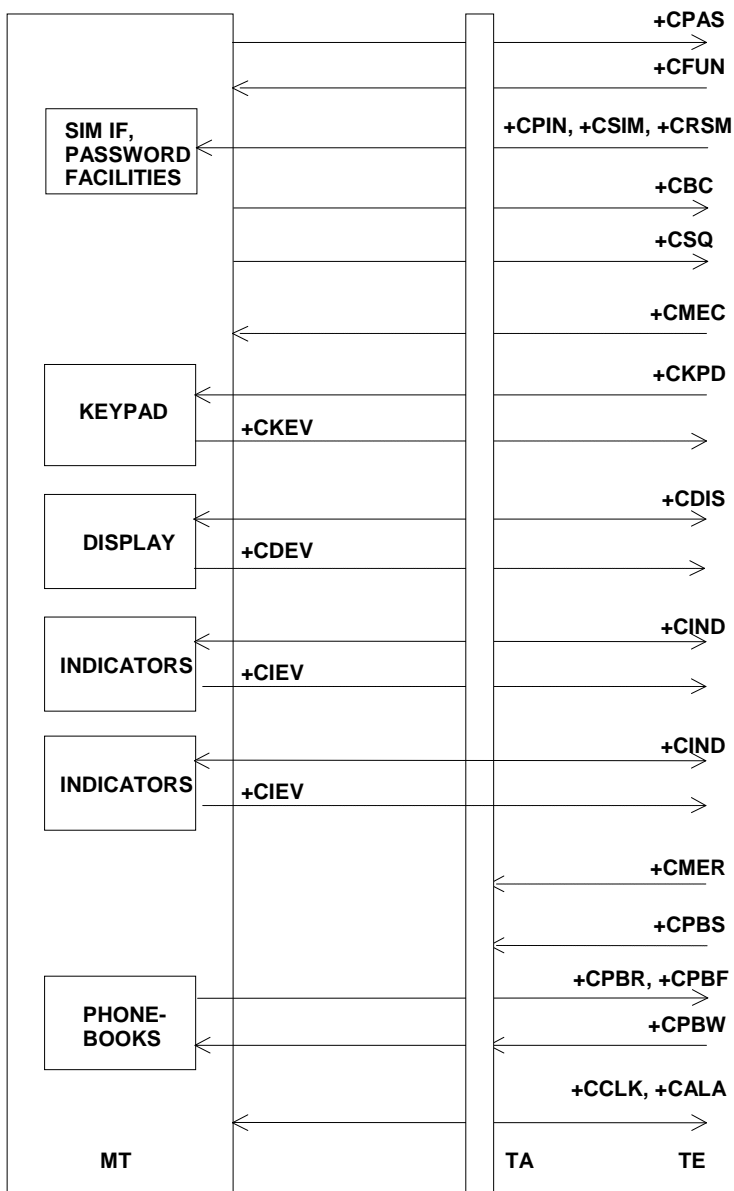 +CPAS
+CFUN
SIM IF,
PASSWORD
FACILITIES
+CPIN, +CSIM, +CRSM
+CBC
+CSQ
+CMEC
+CKPD
KEYPAD
+CKEV
+CDIS
DISPLAY
+CDEV
+CIND
INDICATORS
+CIEV
+CIND
INDICATORS
+CIEV
+CMER
+CPBS
+CPBR, +CPBF
PHONE-
BOOKS
+CPBW
+CCLK, +CALA
MT TA TE